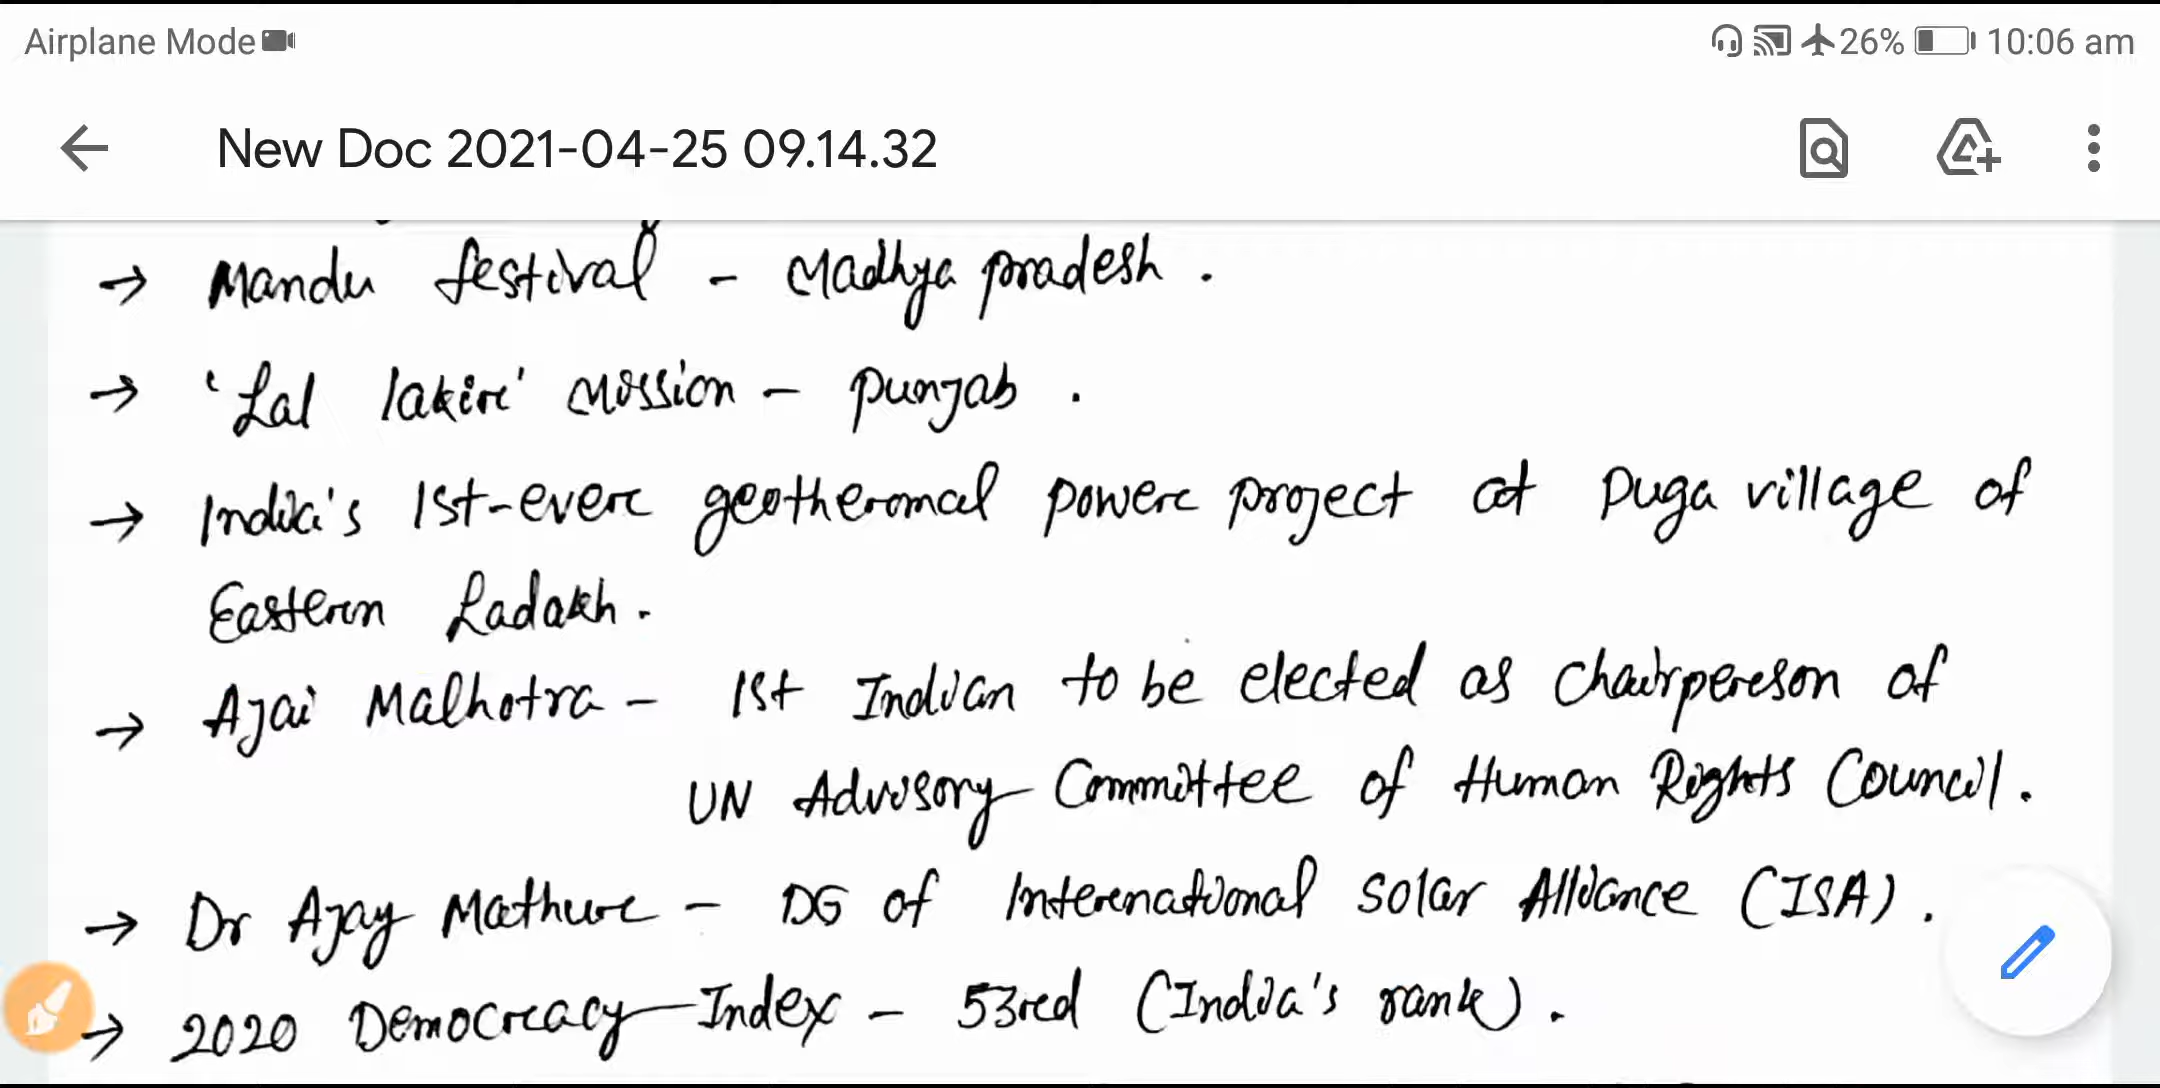 Airplane Mode 26% 10:06 am
New Doc 2021-04-25 09.14.32
→ Mandu festival - Madhya pradesh.
→ 'Lal lakir' Mission - Punjab.
→ India's 1st-ever geothermal power project at Puga village of
Eastern Ladakh.
→ Ajai Malhotra - 1st Indian to be elected as chairperson of
UN Advisory Committee of Human Rights Council.
→ Dr Ajay Mathur - DG of International Solar Alliance (ISA).
→ 2020 Democracy Index - 53rd (India's rank).